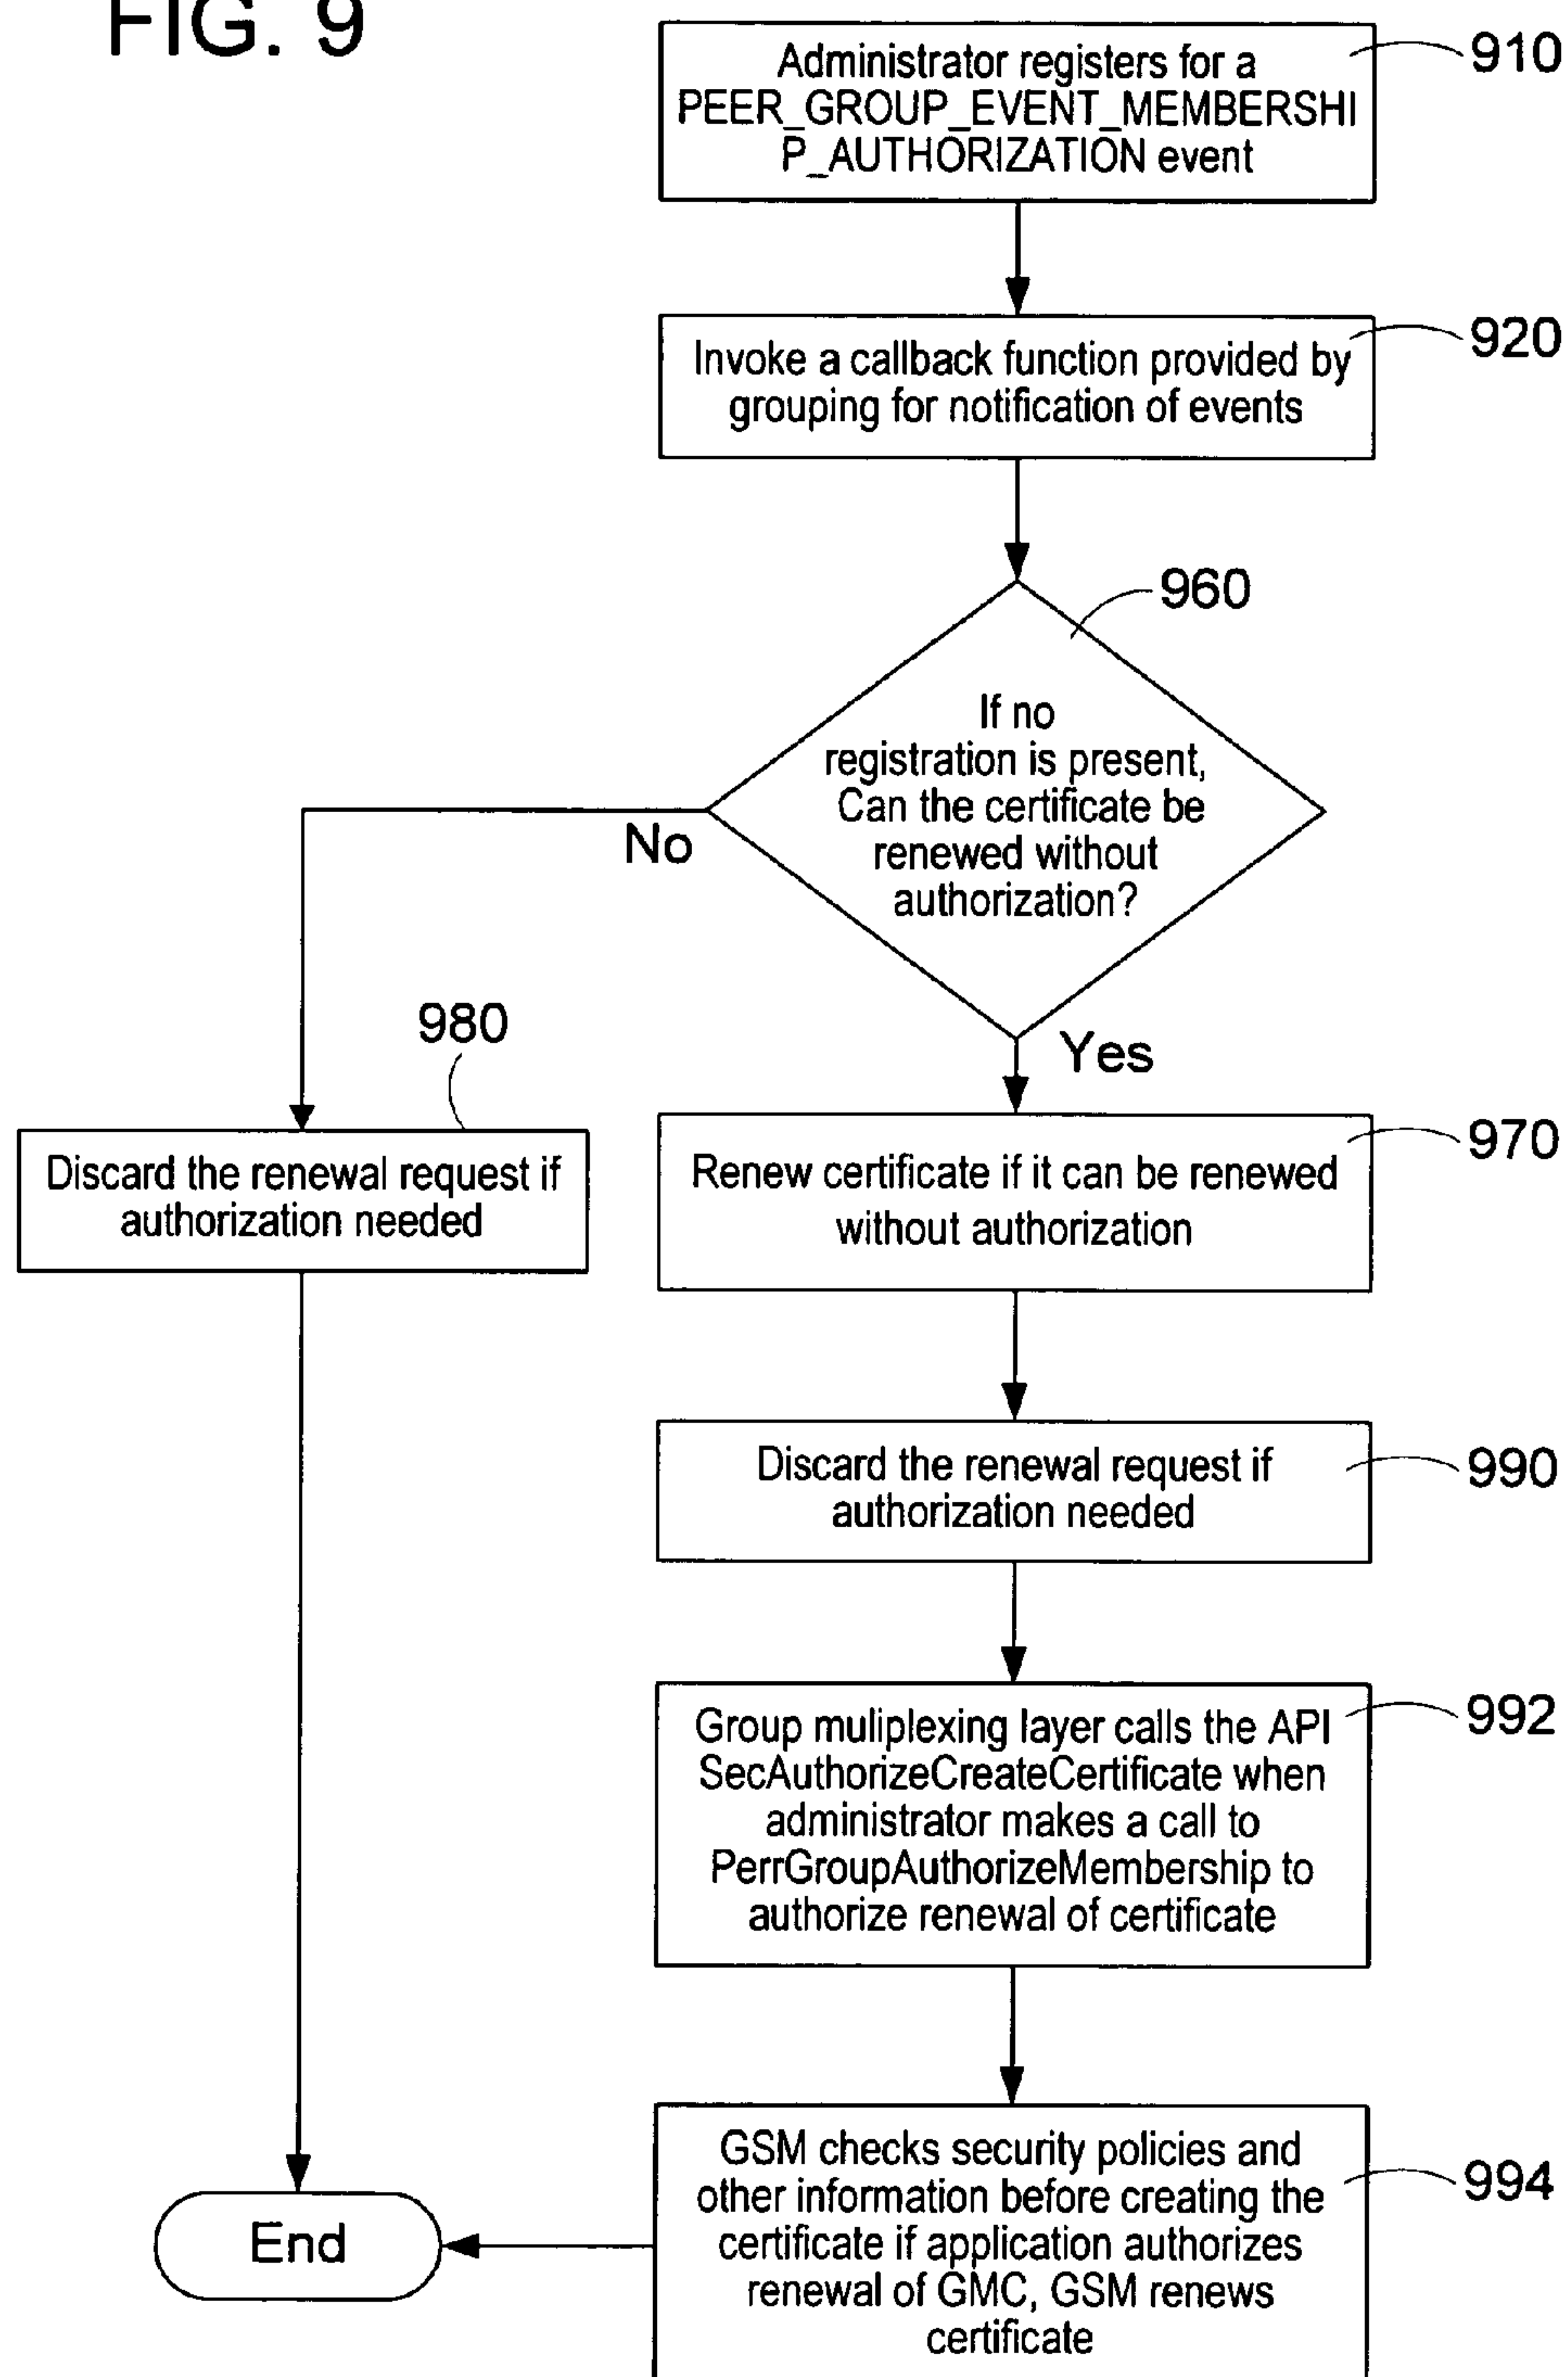 FIG. 9
Administrator registers for a
PEER_GROUP_EVENT_MEMBERSHI
P_AUTHORIZATION event
910
Invoke a callback function provided by
grouping for notification of events
920
960
If no
registration is present,
Can the certificate be
renewed without
authorization?
No
Yes
980
Discard the renewal request if
authorization needed
970
Renew certificate if it can be renewed
without authorization
Discard the renewal request if
authorization needed
990
Group muliplexing layer calls the API
SecAuthorizeCreateCertificate when
administrator makes a call to
PerrGroupAuthorizeMembership to
authorize renewal of certificate
992
GSM checks security policies and
other information before creating the
certificate if application authorizes
renewal of GMC, GSM renews
certificate
994
End